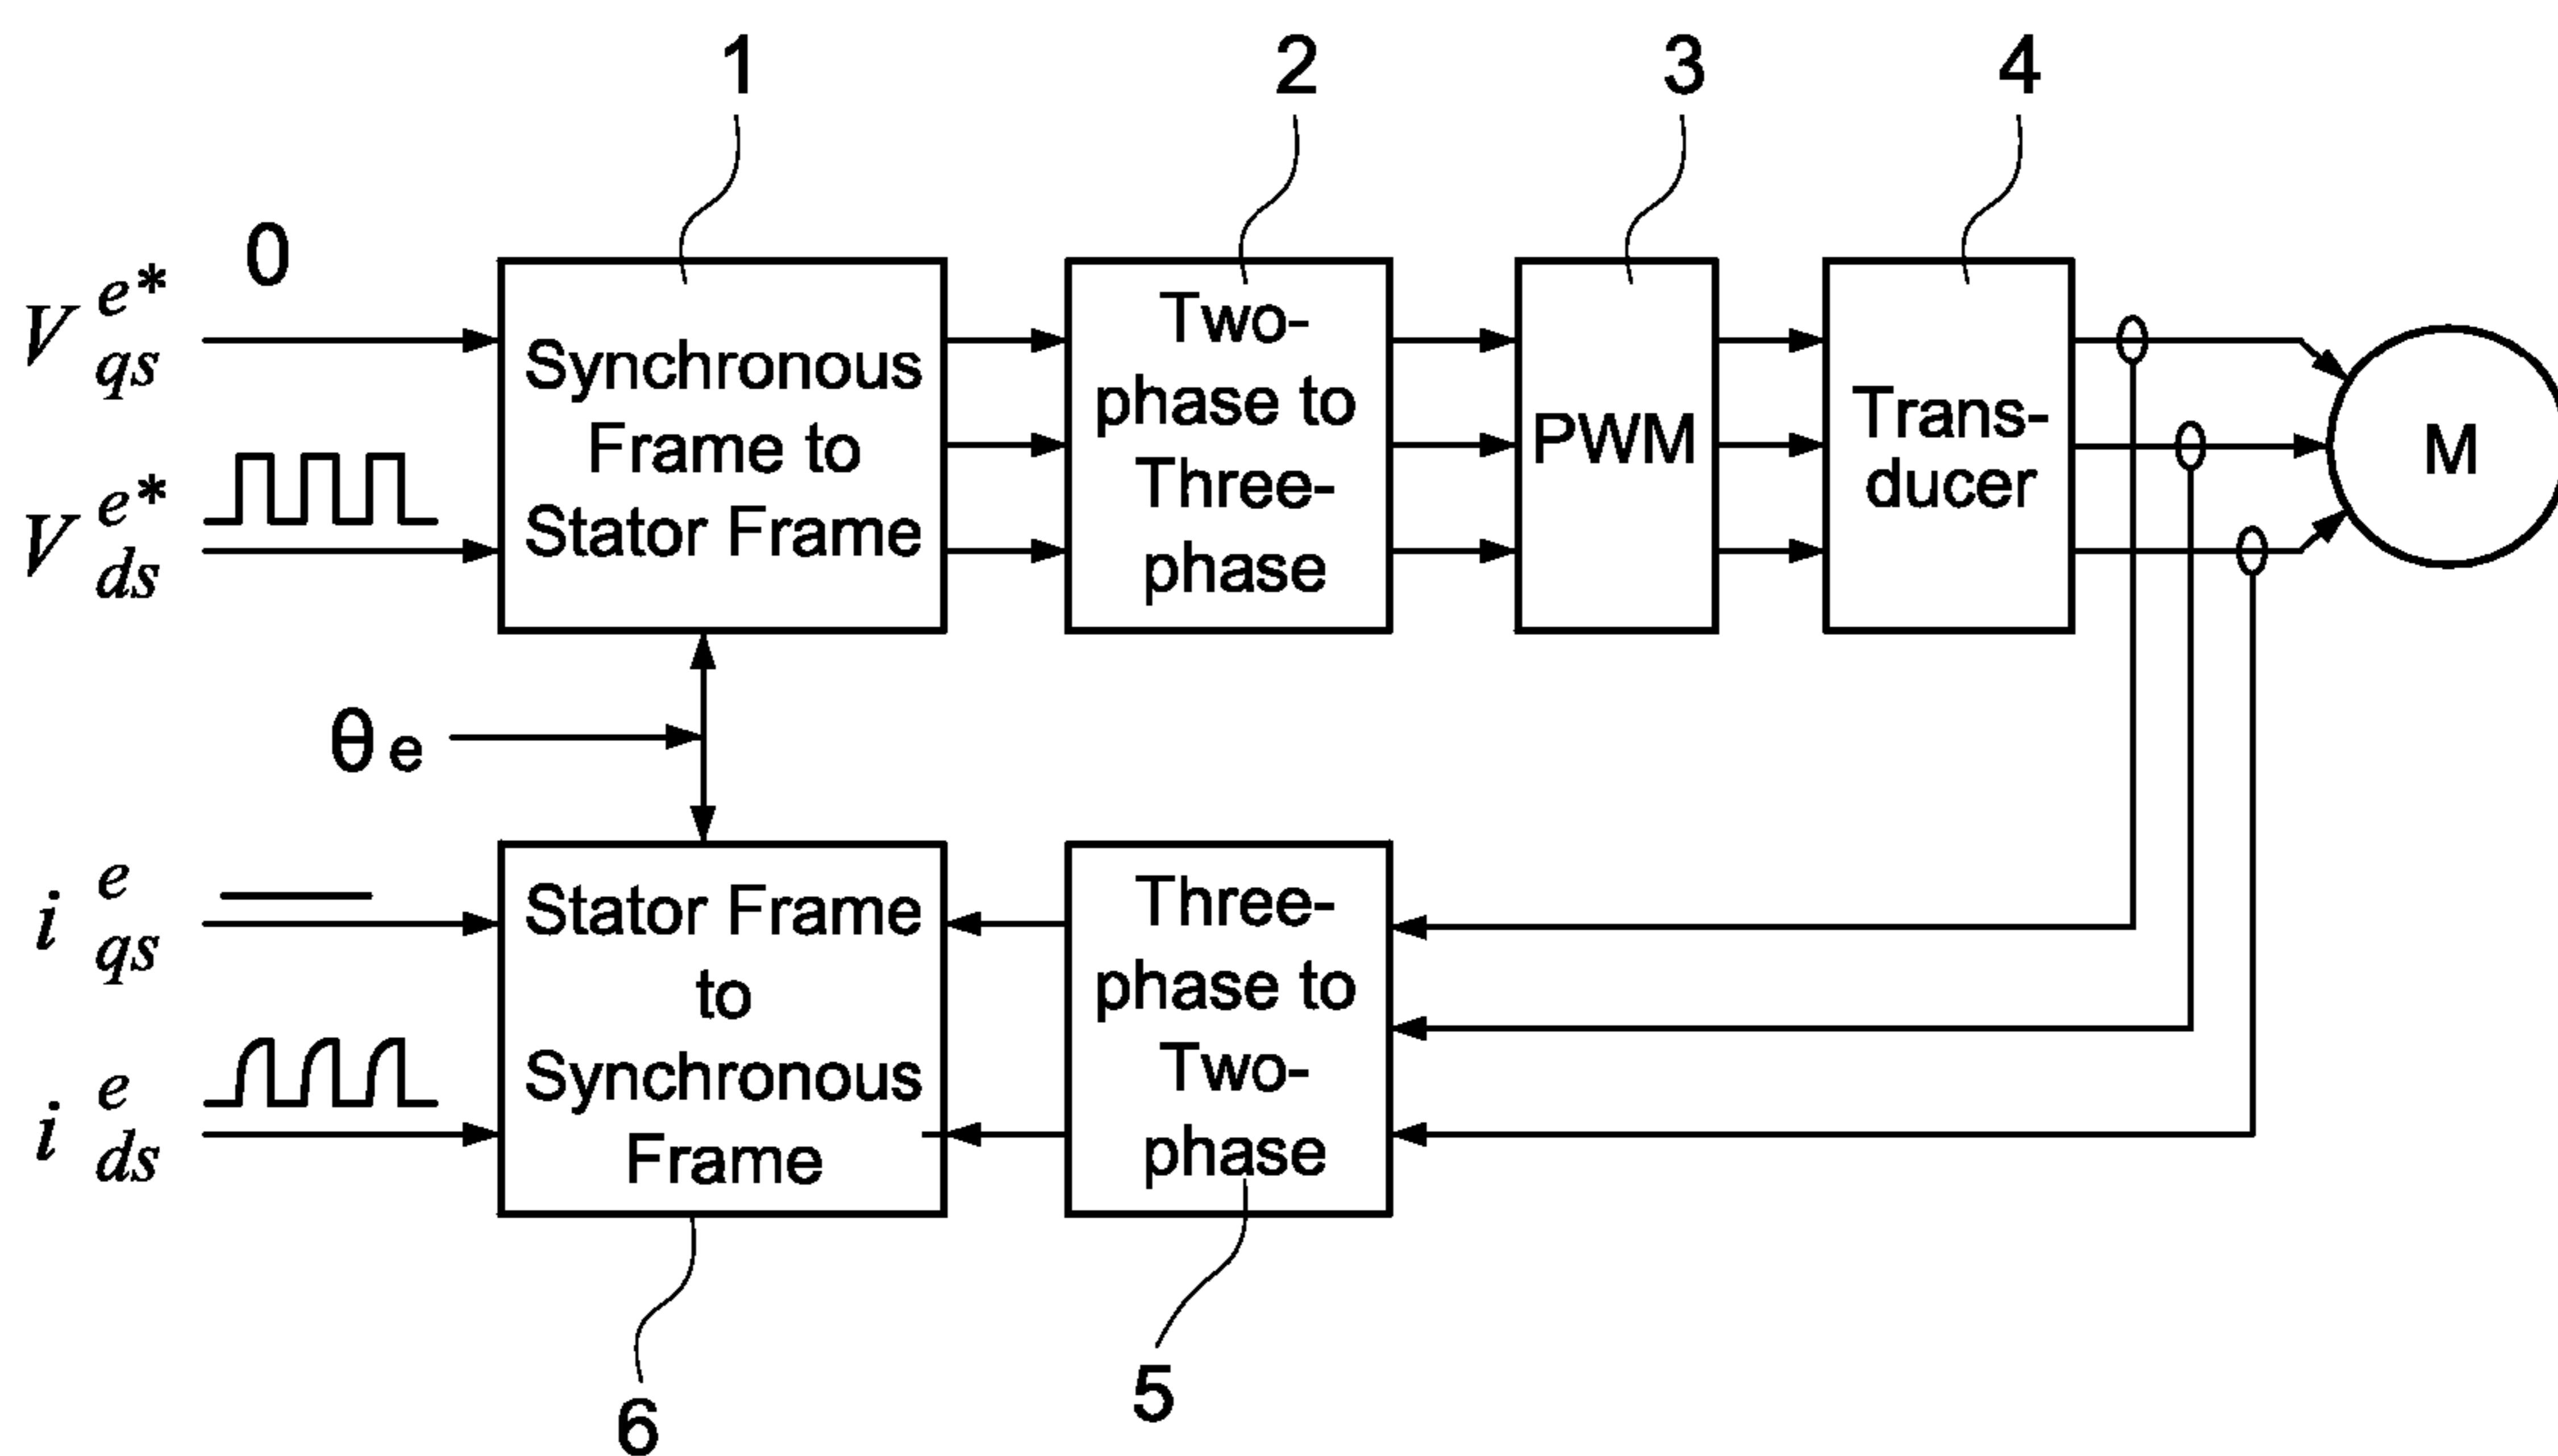 1
2
3
4
0
V e* qs
V e* ds
Synchronous
Frame to
Stator Frame
Two-
phase to
Three-
phase
PWM
Trans-
ducer
M
θ e
i e qs
i e ds
Stator Frame
to
Synchronous
Frame
Three-
phase to
Two-
phase
5
6